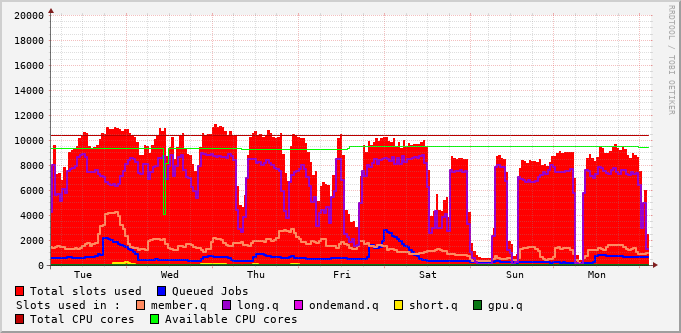 20000
18000
16000
14000
12000
10000
8000
6000
4000
2000
0
Tue Wed Thu Fri Sat Sun Mon
RRDTOOL / TOBI OETIKER
Total slots used Queued Jobs
Slots used in : member.q long.q ondemand.q short.q gpu.q
Total CPU cores Available CPU cores